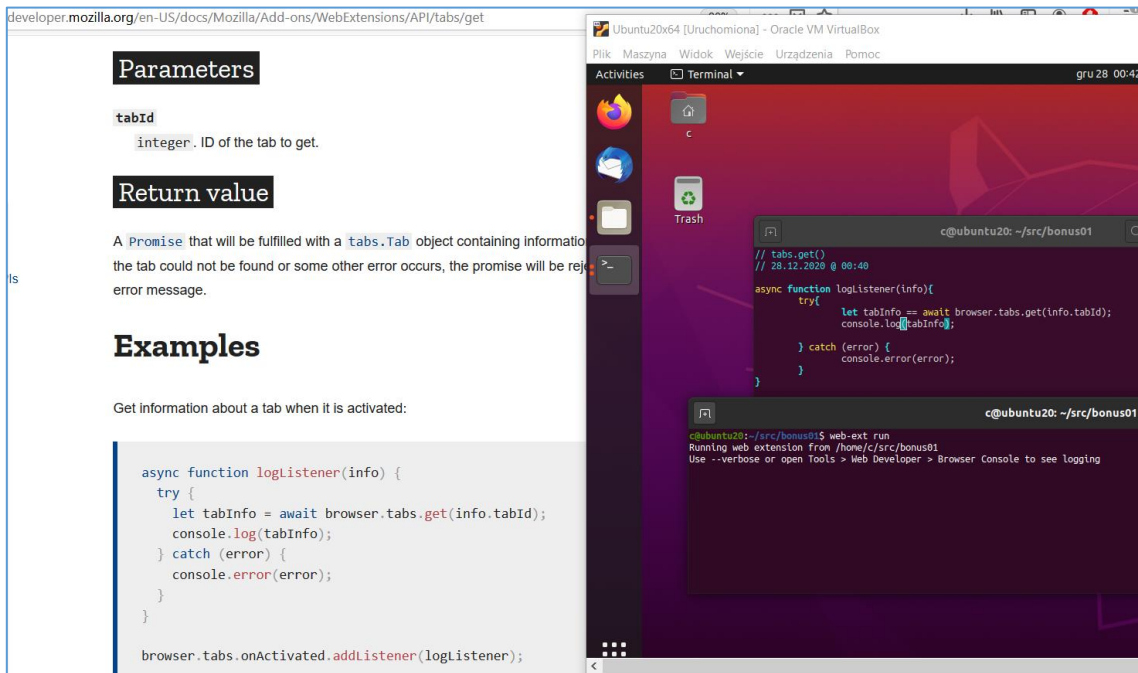 developer.mozilla.org/en-US/docs/Mozilla/Add-ons/WebExtensions/API/tabs/get
Parameters
tabId
integer. ID of the tab to get.
Return value
A Promise that will be fulfilled with a tabs.Tab object containing informatio
the tab could not be found or some other error occurs, the promise will be reje
error message.
Examples
Get information about a tab when it is activated:
async function logListener(info) {
try {
let tabInfo = await browser.tabs.get(info.tabId);
console.log(tabInfo);
} catch (error) {
console.error(error);
}
}
browser.tabs.onActivated.addListener(logListener);
Ubuntu20x64 [Uruchomiona] - Oracle VM VirtualBox
Plik Maszyna Widok Wejście Urządzenia Pomoc
Activities Terminal gru 28 00:42
c
Trash
c@ubuntu20: ~/src/bonus01
// tabs.get()
// 28.12.2020 @ 00:40
async function logListener(info){
try{
let tabInfo == await browser.tabs.get(info.tabId);
console.log(tabInfo);
} catch (error) {
console.error(error);
}
}
c@ubuntu20: ~/src/bonus01
c@ubuntu20:~/src/bonus01$ web-ext run
Running web extension from /home/c/src/bonus01
Use --verbose or open Tools > Web Developer > Browser Console to see logging